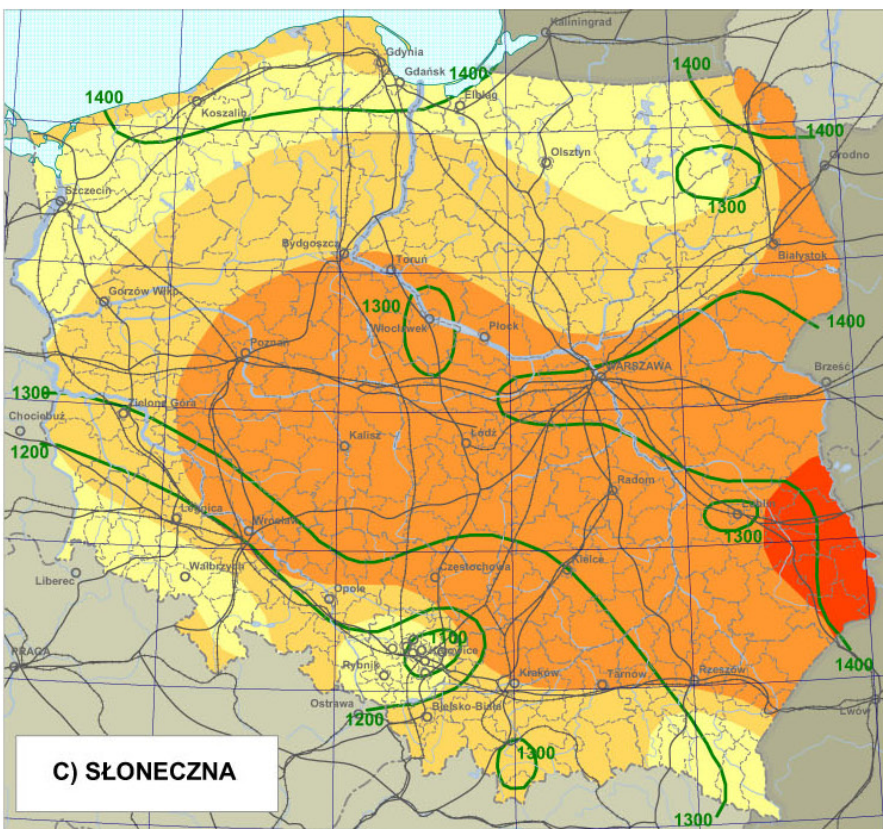 Kaliningrad
Gdynia
Gdańsk
1400
1400
1400
Elbląg
Koszalin
1400
Olsztyn
Grodno
Szczecin
1300
Bydgoszcz
Białystok
Toruń
Gorzów Wlkp.
1300
Włocławek
Płock
1400
Poznań
WARSZAWA
Brześć
1300
Zielona Góra
Chociebuż
Kalisz
Łódź
1200
Radom
Legnica
Lublin
Wrocław
1300
Kielce
Liberec
Wałbrzych
Częstochowa
Opole
1100
PRAGA
Katowice
1400
Rybnik
Kraków
Tarnów
Rzeszów
Ostrawa
Bielsko-Biała
Lwów
1200
1300
C) SŁONECZNA
1300